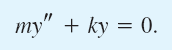 my″ + ky = 0.